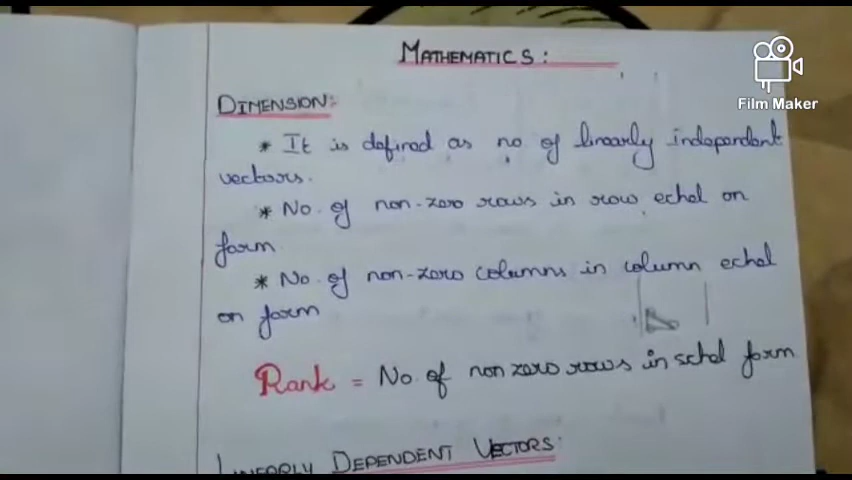 MATHEMATICS:
Film Maker
DIMENSION:
* It is defined as no of linearly independent
vectors.
* No. of non-zero rows in row echel on
form
* No. of non-zero columns in column echel
on form
Rank = No. of non zero rows in schel form
LINEARLY DEPENDENT VECTORS: